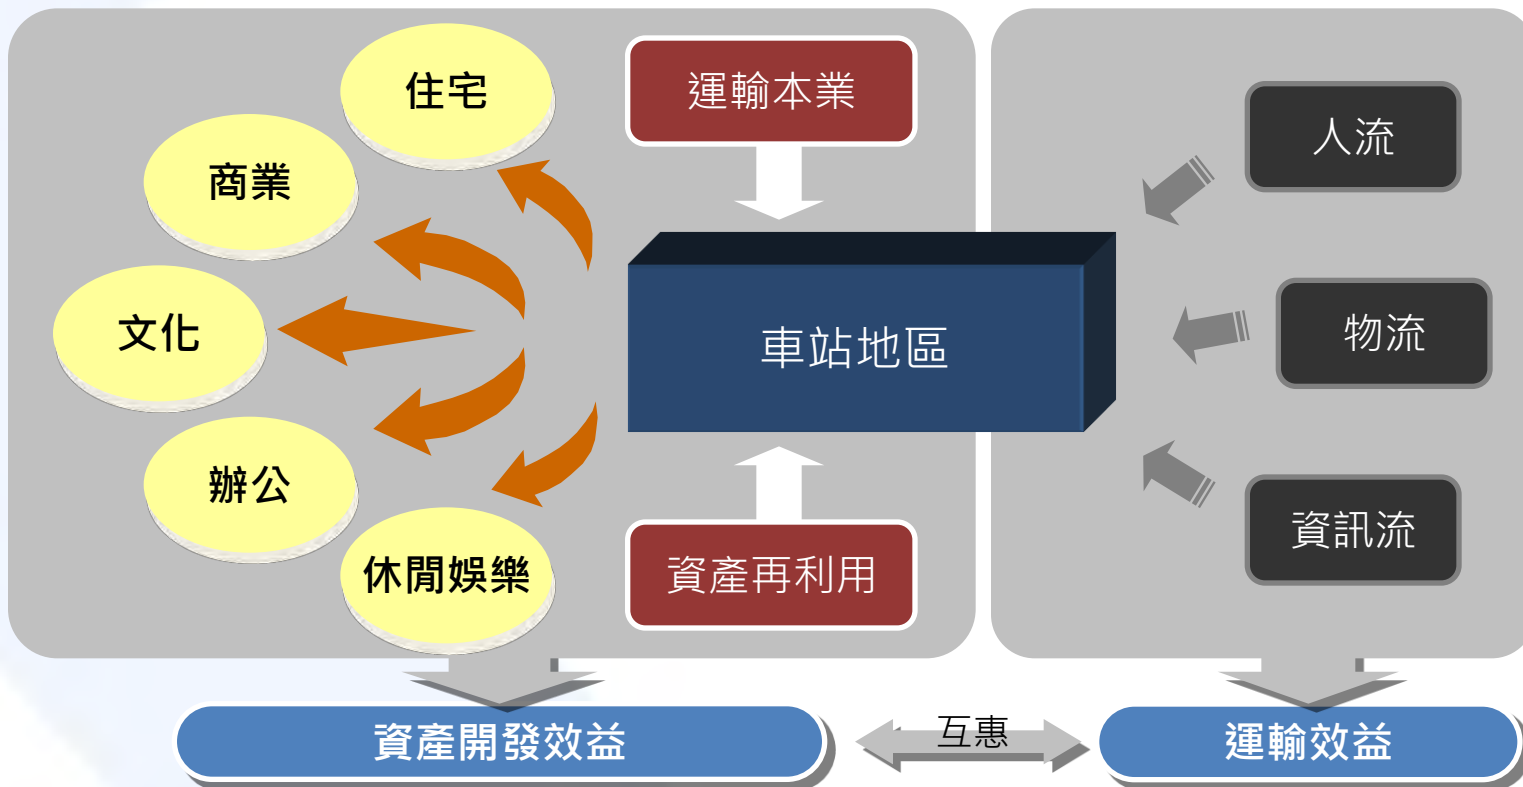 住宅
運輸本業
人流
商業
文化
車站地區
物流
辦公
資訊流
休閒娛樂
資產再利用
資產開發效益
互惠
運輸效益